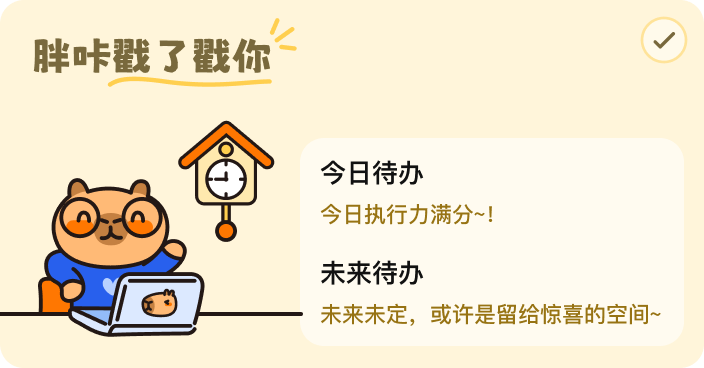 胖咔戳了戳你
今日待办
今日执行力满分~!
未来待办
未来未定，或许是留给惊喜的空间~